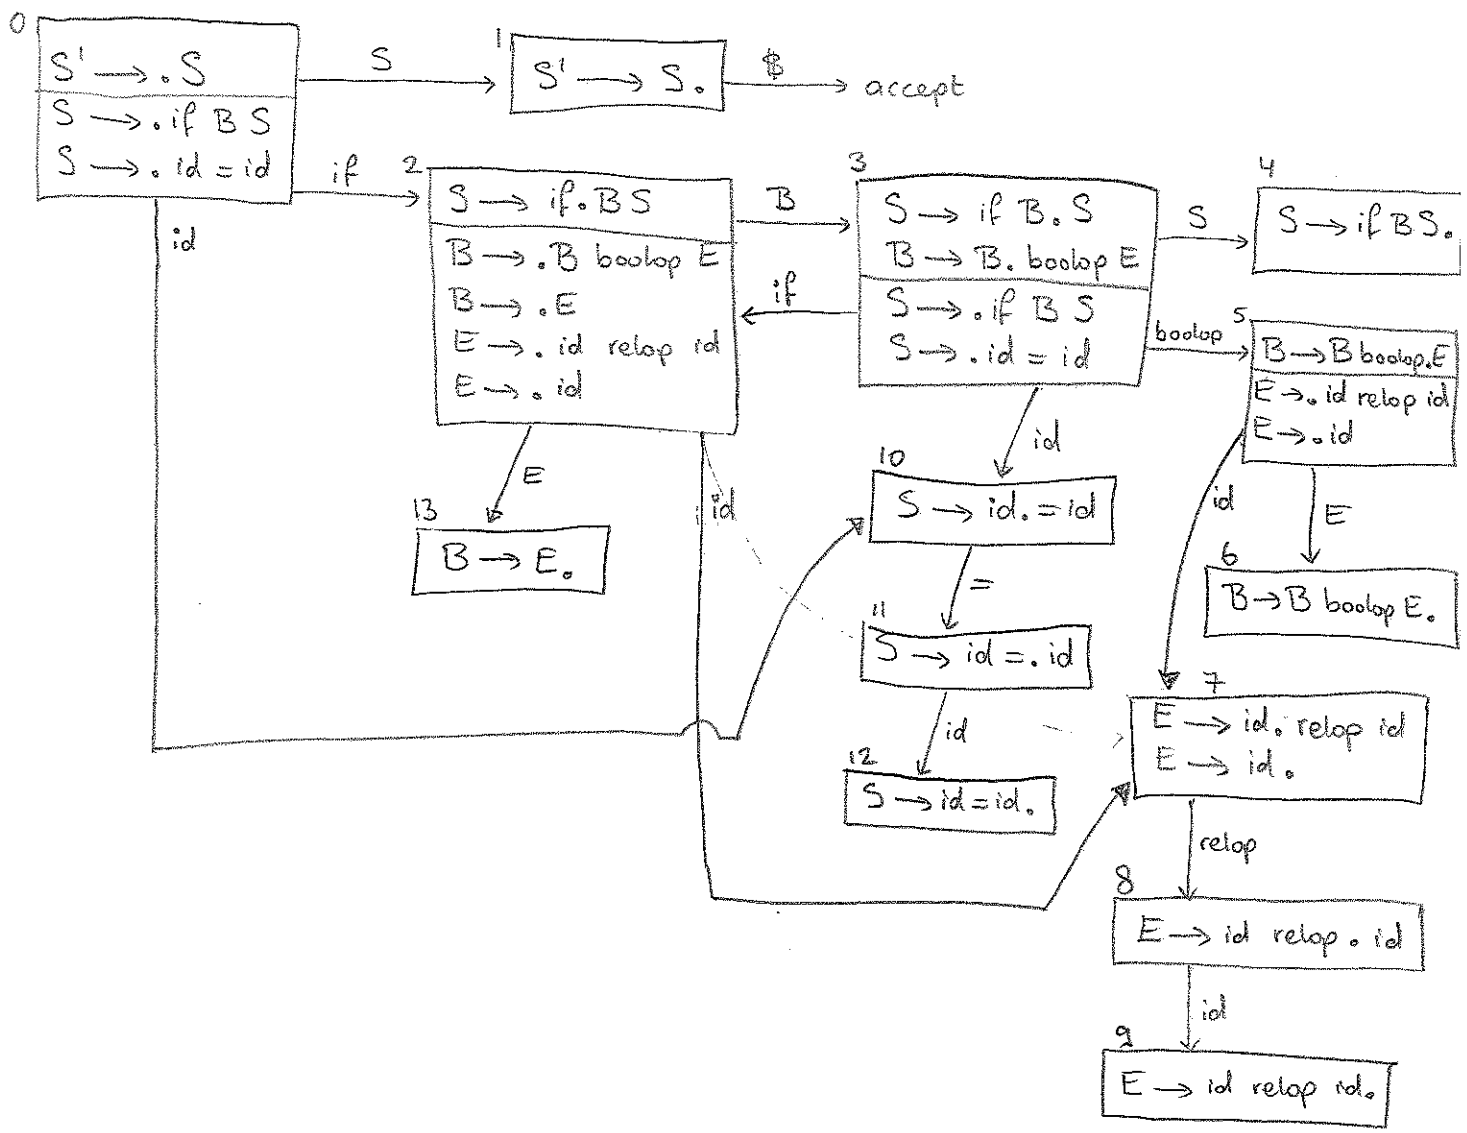 0
S' → . S
S → . if B S
S → . id = id
S
1
S' → S .
$
accept
if
id
2
S → if . B S
B → . B boolop E
B → . E
E → . id relop id
E → . id
B
if
3
S → if B . S
B → B . boolop E
S → . if B S
S → . id = id
S
4
S → if B S .
boolop
5
B → B boolop . E
E → . id relop id
E → . id
E
13
B → E .
id
id
10
S → id . = id
=
11
S → id = . id
id
12
S → id = id .
id
E
6
B → B boolop E .
7
E → id . relop id
E → id .
relop
8
E → id relop . id
id
9
E → id relop id .